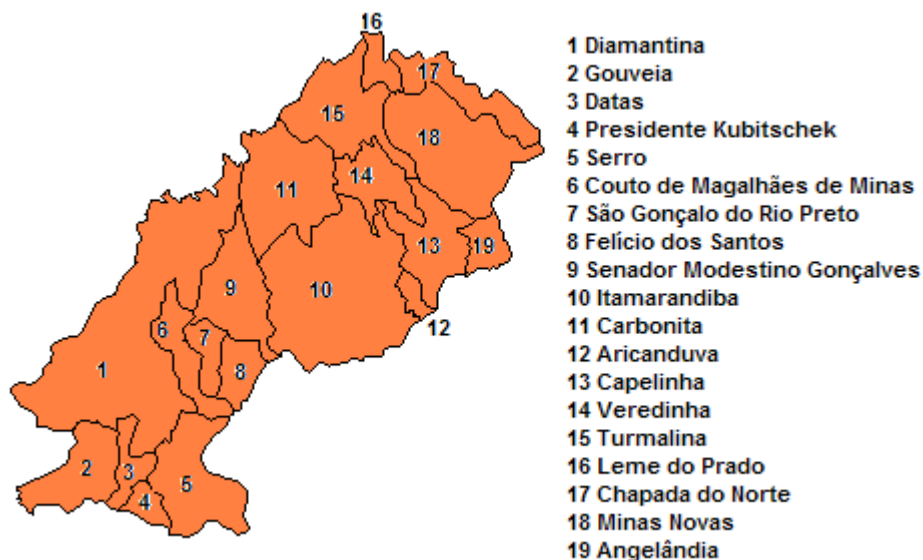 16
17
15
18
14
11
13
19
9
10
12
6
7
8
1
2
3
5
4
1 Diamantina
2 Gouveia
3 Datas
4 Presidente Kubitschek
5 Serro
6 Couto de Magalhães de Minas
7 São Gonçalo do Rio Preto
8 Felício dos Santos
9 Senador Modestino Gonçalves
10 Itamarandiba
11 Carbonita
12 Aricanduva
13 Capelinha
14 Veredinha
15 Turmalina
16 Leme do Prado
17 Chapada do Norte
18 Minas Novas
19 Angelândia